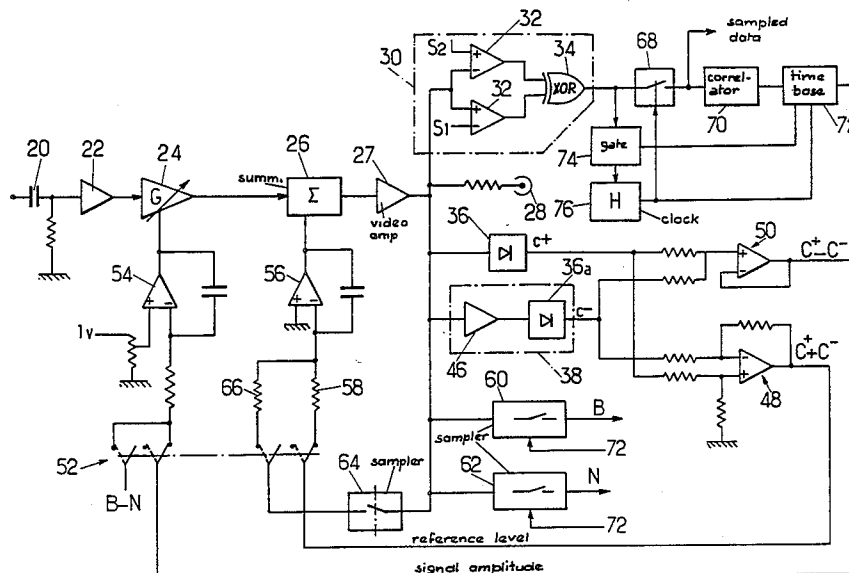 32
S2
30
34
XOR
68
sampled
data
correl-
ator
70
time
base
72
32
S1
gate
74
H
76
clock
20
22
24
G
26
summ.
Σ
27
video
amp
28
36
c+
50
C+-C-
36a
c-
46
38
54
+ -
1v
56
+ -
66
58
C++C-
48
60
B
sampler
72
62
N
72
52
B-N
64
sampler
reference level
signal amplitude